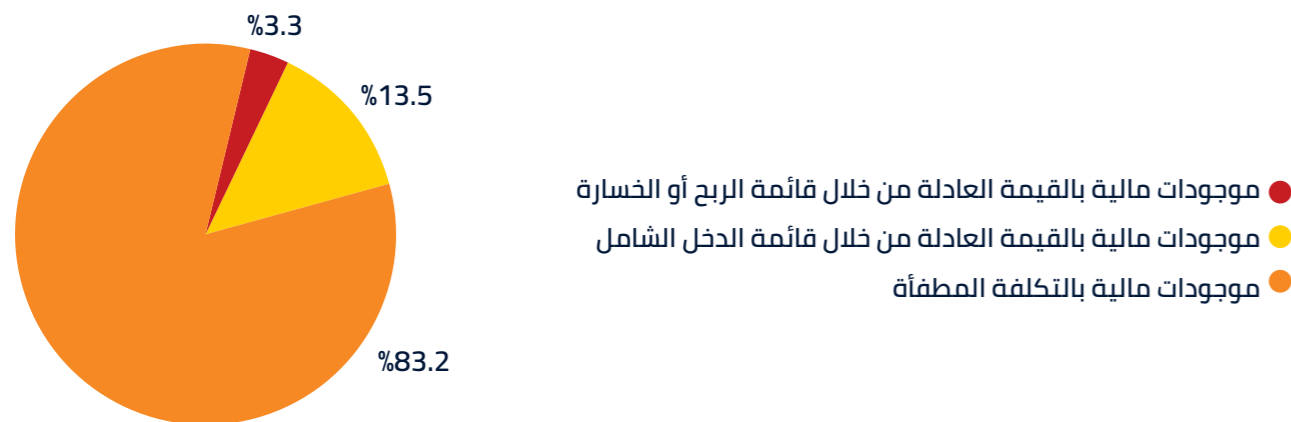 %3.3
%13.5
موجودات مالية بالقيمة العادلة من خلال قائمة الربح أو الخسارة
موجودات مالية بالقيمة العادلة من خلال قائمة الدخل الشامل
موجودات مالية بالتكلفة المطفأة
%83.2